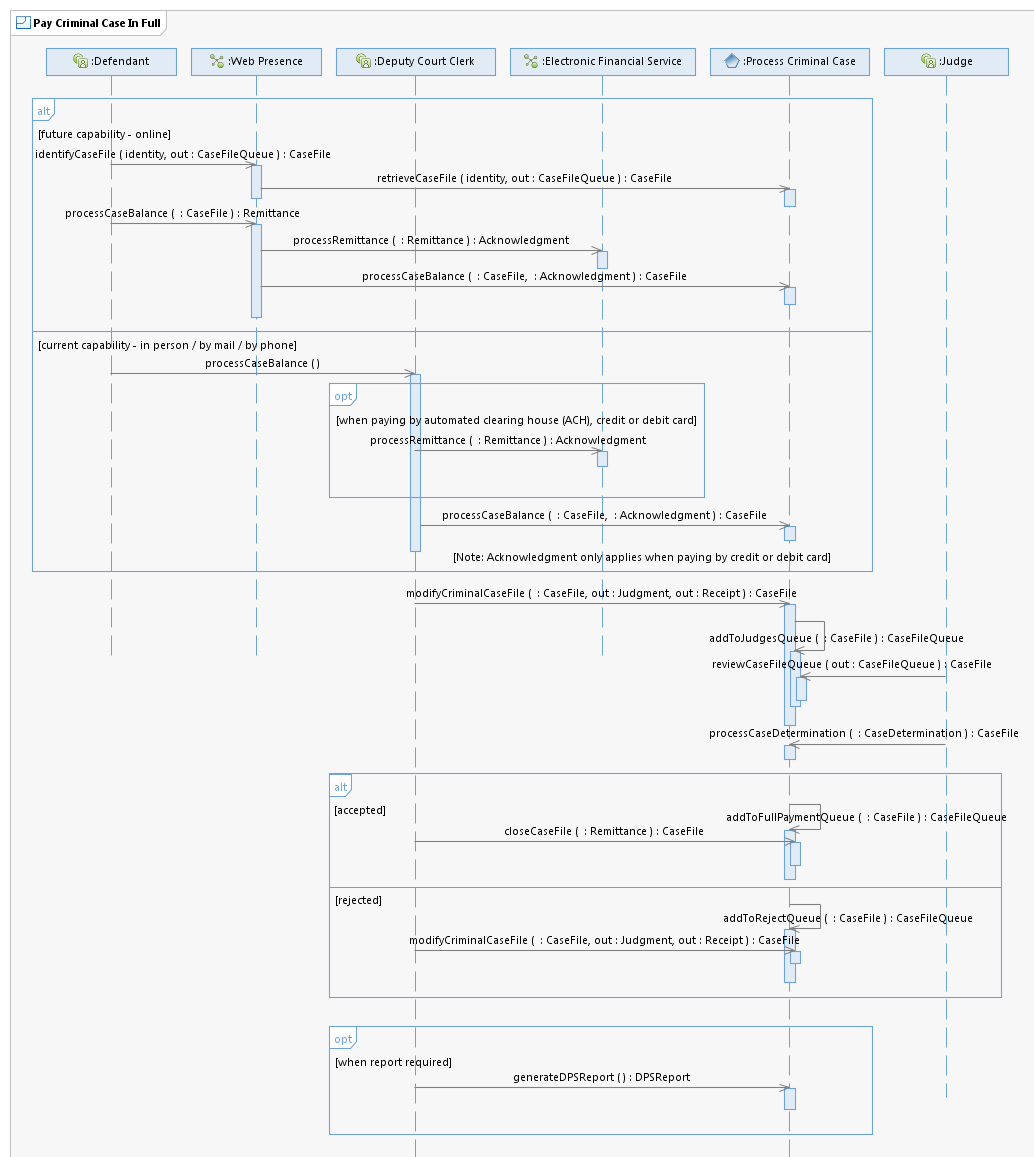 Pay Criminal Case In Full
:Defendant
:Web Presence
:Deputy Court Clerk
:Electronic Financial Service
:Process Criminal Case
:Judge
alt
[future capability - online]
identifyCaseFile ( identity, out : CaseFileQueue ) : CaseFile
retrieveCaseFile ( identity, out : CaseFileQueue ) : CaseFile
processCaseBalance ( : CaseFile ) : Remittance
processRemittance ( : Remittance ) : Acknowledgment
processCaseBalance ( : CaseFile, : Acknowledgment ) : CaseFile
[current capability - in person / by mail / by phone]
processCaseBalance ( )
opt
[when paying by automated clearing house (ACH), credit or debit card]
processRemittance ( : Remittance ) : Acknowledgment
processCaseBalance ( : CaseFile, : Acknowledgment ) : CaseFile
[Note: Acknowledgment only applies when paying by credit or debit card]
modifyCriminalCaseFile ( : CaseFile, out : Judgment, out : Receipt ) : CaseFile
addToJudgesQueue ( : CaseFile ) : CaseFileQueue
reviewCaseFileQueue ( out : CaseFileQueue ) : CaseFile
processCaseDetermination ( : CaseDetermination ) : CaseFile
alt
[accepted]
addToFullPaymentQueue ( : CaseFile ) : CaseFileQueue
closeCaseFile ( : Remittance ) : CaseFile
[rejected]
addToRejectQueue ( : CaseFile ) : CaseFileQueue
modifyCriminalCaseFile ( : CaseFile, out : Judgment, out : Receipt ) : CaseFile
opt
[when report required]
generateDPSReport ( ) : DPSReport